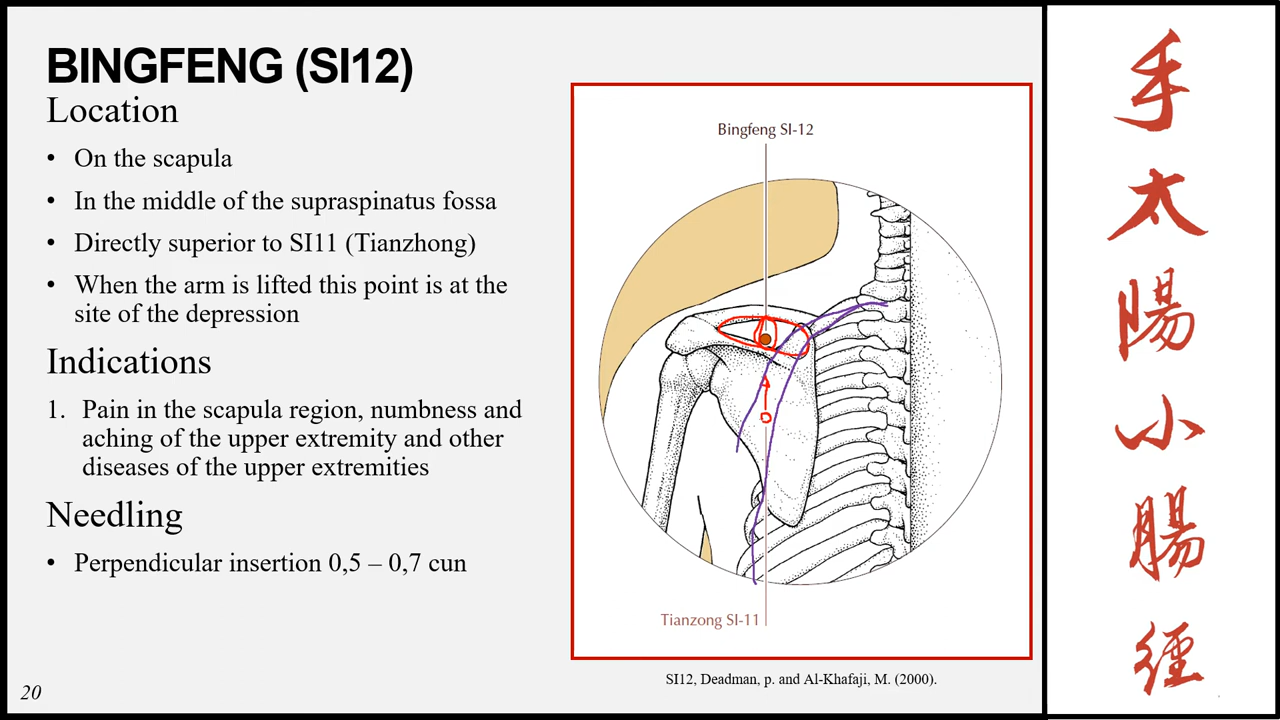 BINGFENG (SI12)
Location
• On the scapula
• In the middle of the supraspinatus fossa
• Directly superior to SI11 (Tianzhong)
• When the arm is lifted this point is at the
site of the depression
Indications
1. Pain in the scapula region, numbness and
aching of the upper extremity and other
diseases of the upper extremities
Needling
• Perpendicular insertion 0,5 – 0,7 cun
20
Bingfeng SI-12
Tianzong SI-11
SI12, Deadman, p. and Al-Khafaji, M. (2000).
手
太
陽
小
腸
經